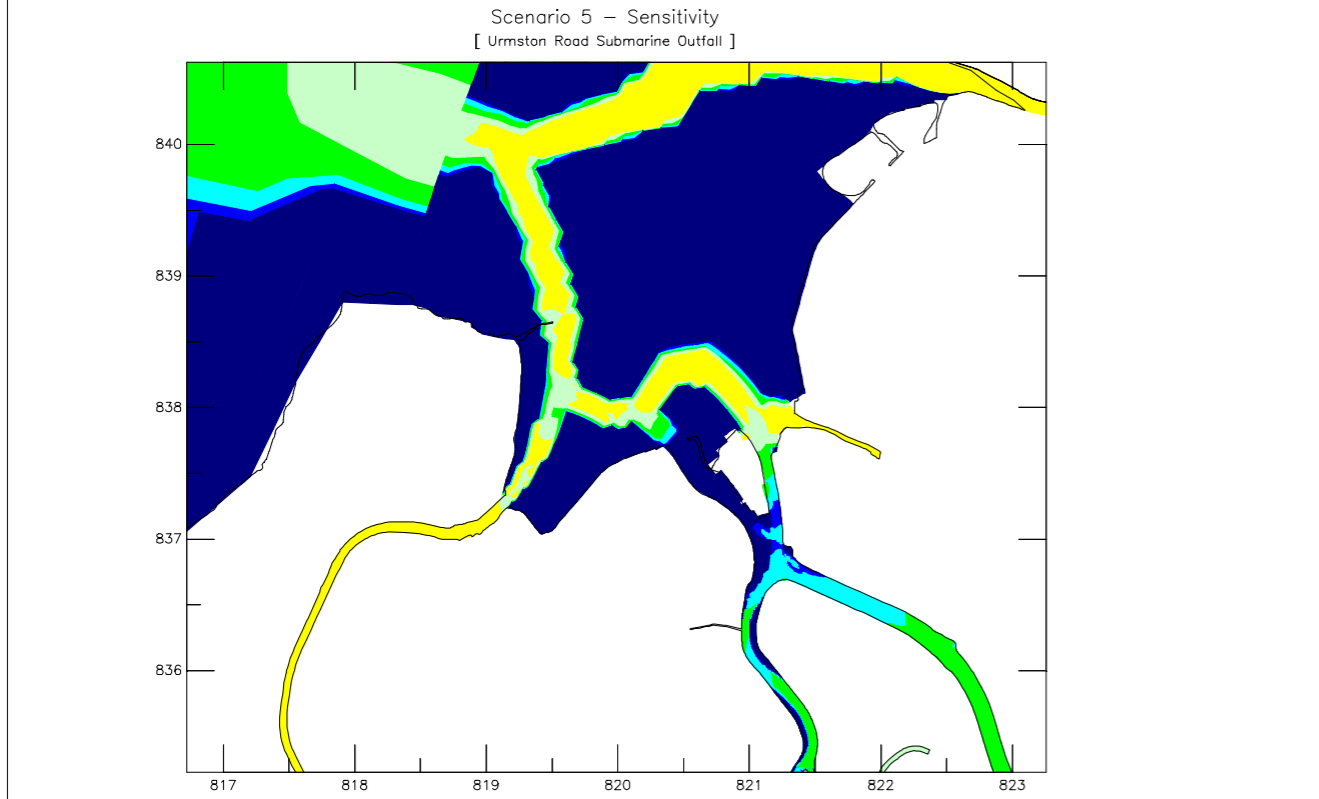 Scenario 5 – Sensitivity
[ Urmston Road Submarine Outfall ]
840
839
838
837
836
817 818 819 820 821 822 823